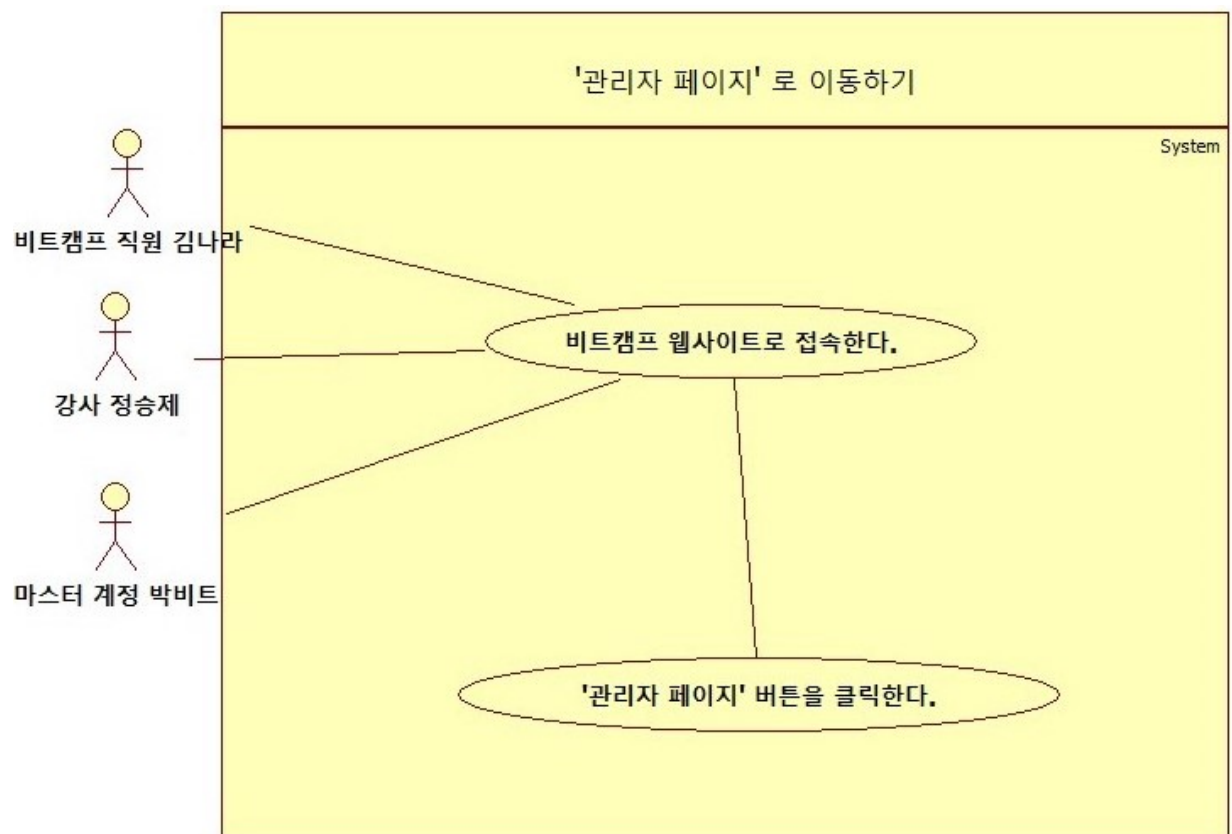 '관리자 페이지' 로 이동하기
System
비트캠프 직원 김나라
비트캠프 웹사이트로 접속한다.
강사 정승제
마스터 계정 박비트
'관리자 페이지' 버튼을 클릭한다.